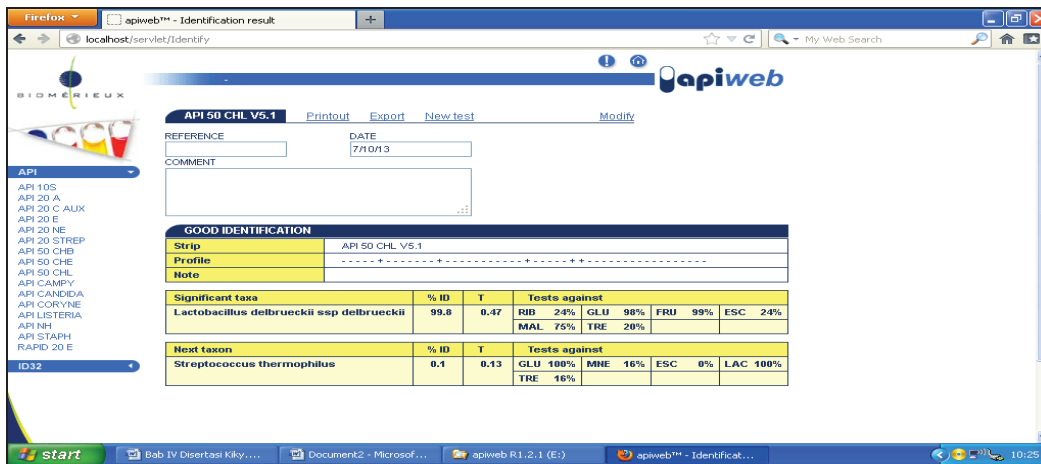 Firefox
apiweb™ - Identification result
+
localhost/servlet/Identify
My Web Search
BIOMÉRIEUX
apiweb
API 50 CHL V5.1 Printout Export New test Modify
REFERENCE DATE
7/10/13
COMMENT
API
API 10S
API 20 A
API 20 C AUX
API 20 E
API 20 NE
API 20 STREP
API 50 CHB
API 50 CHE
API 50 CHL
API CAMPY
API CANDIDA
API CORYNE
API LISTERIA
API NH
API STAPH
RAPID 20 E
ID32
GOOD IDENTIFICATION
Strip API 50 CHL V5.1
Profile - - - - - + - - - - - - - + - - - - - - - - - - - + - - - - - + + - - - - - - - - - - - - - - - - - -
Note
Significant taxa % ID T Tests against
Lactobacillus delbrueckii ssp delbrueckii 99.8 0.47 RIB 24% GLU 98% FRU 99% ESC 24%
MAL 75% TRE 20%
Next taxon % ID T Tests against
Streptococcus thermophilus 0.1 0.13 GLU 100% MNE 16% ESC 0% LAC 100%
TRE 16%
start Bab IV Disertasi Kiky.... Document2 - Microsof... apiweb R1.2.1 (E:) apiweb™ - Identificat... 10:25